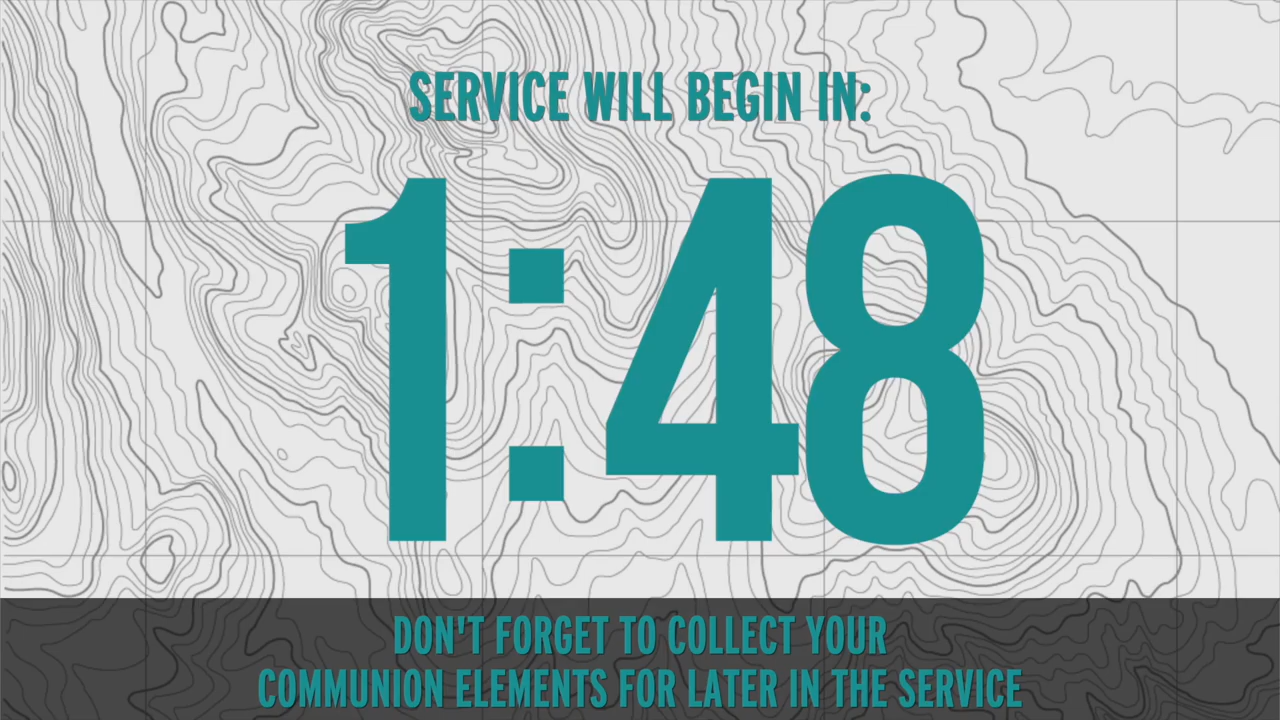 SERVICE WILL BEGIN IN:
1:48
DON'T FORGET TO COLLECT YOUR
COMMUNION ELEMENTS FOR LATER IN THE SERVICE